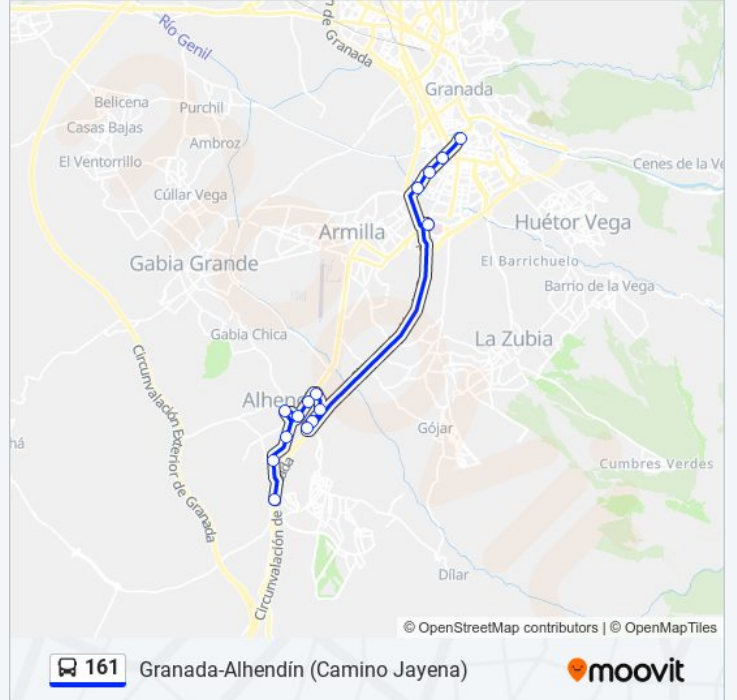 n de Granada
Río Genil
Granada
Belicena
Purchil
Casas Bajas
Ambroz
El Ventorrillo
Cenes de la Ve
Cúllar Vega
Armilla
Huétor Vega
Gabia Grande
El Barrichuelo
Barrio de la Vega
Gabia Chica
La Zubia
Circunvalación Exterior de Granada
Alhen
há
Gójar
Cumbres Verdes
Circunvalación de
ada
Dílar
© OpenStreetMap contributors | © OpenMapTiles
161 Granada-Alhendín (Camino Jayena)
moovit